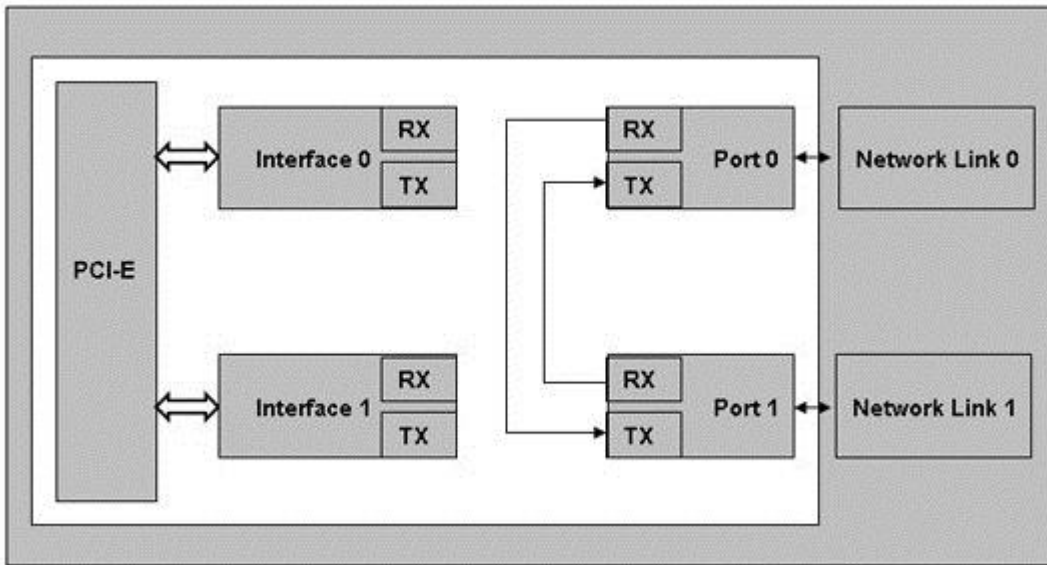 PCI-E
Interface 0
RX
TX
RX
TX
Port 0
Network Link 0
Interface 1
RX
TX
RX
TX
Port 1
Network Link 1